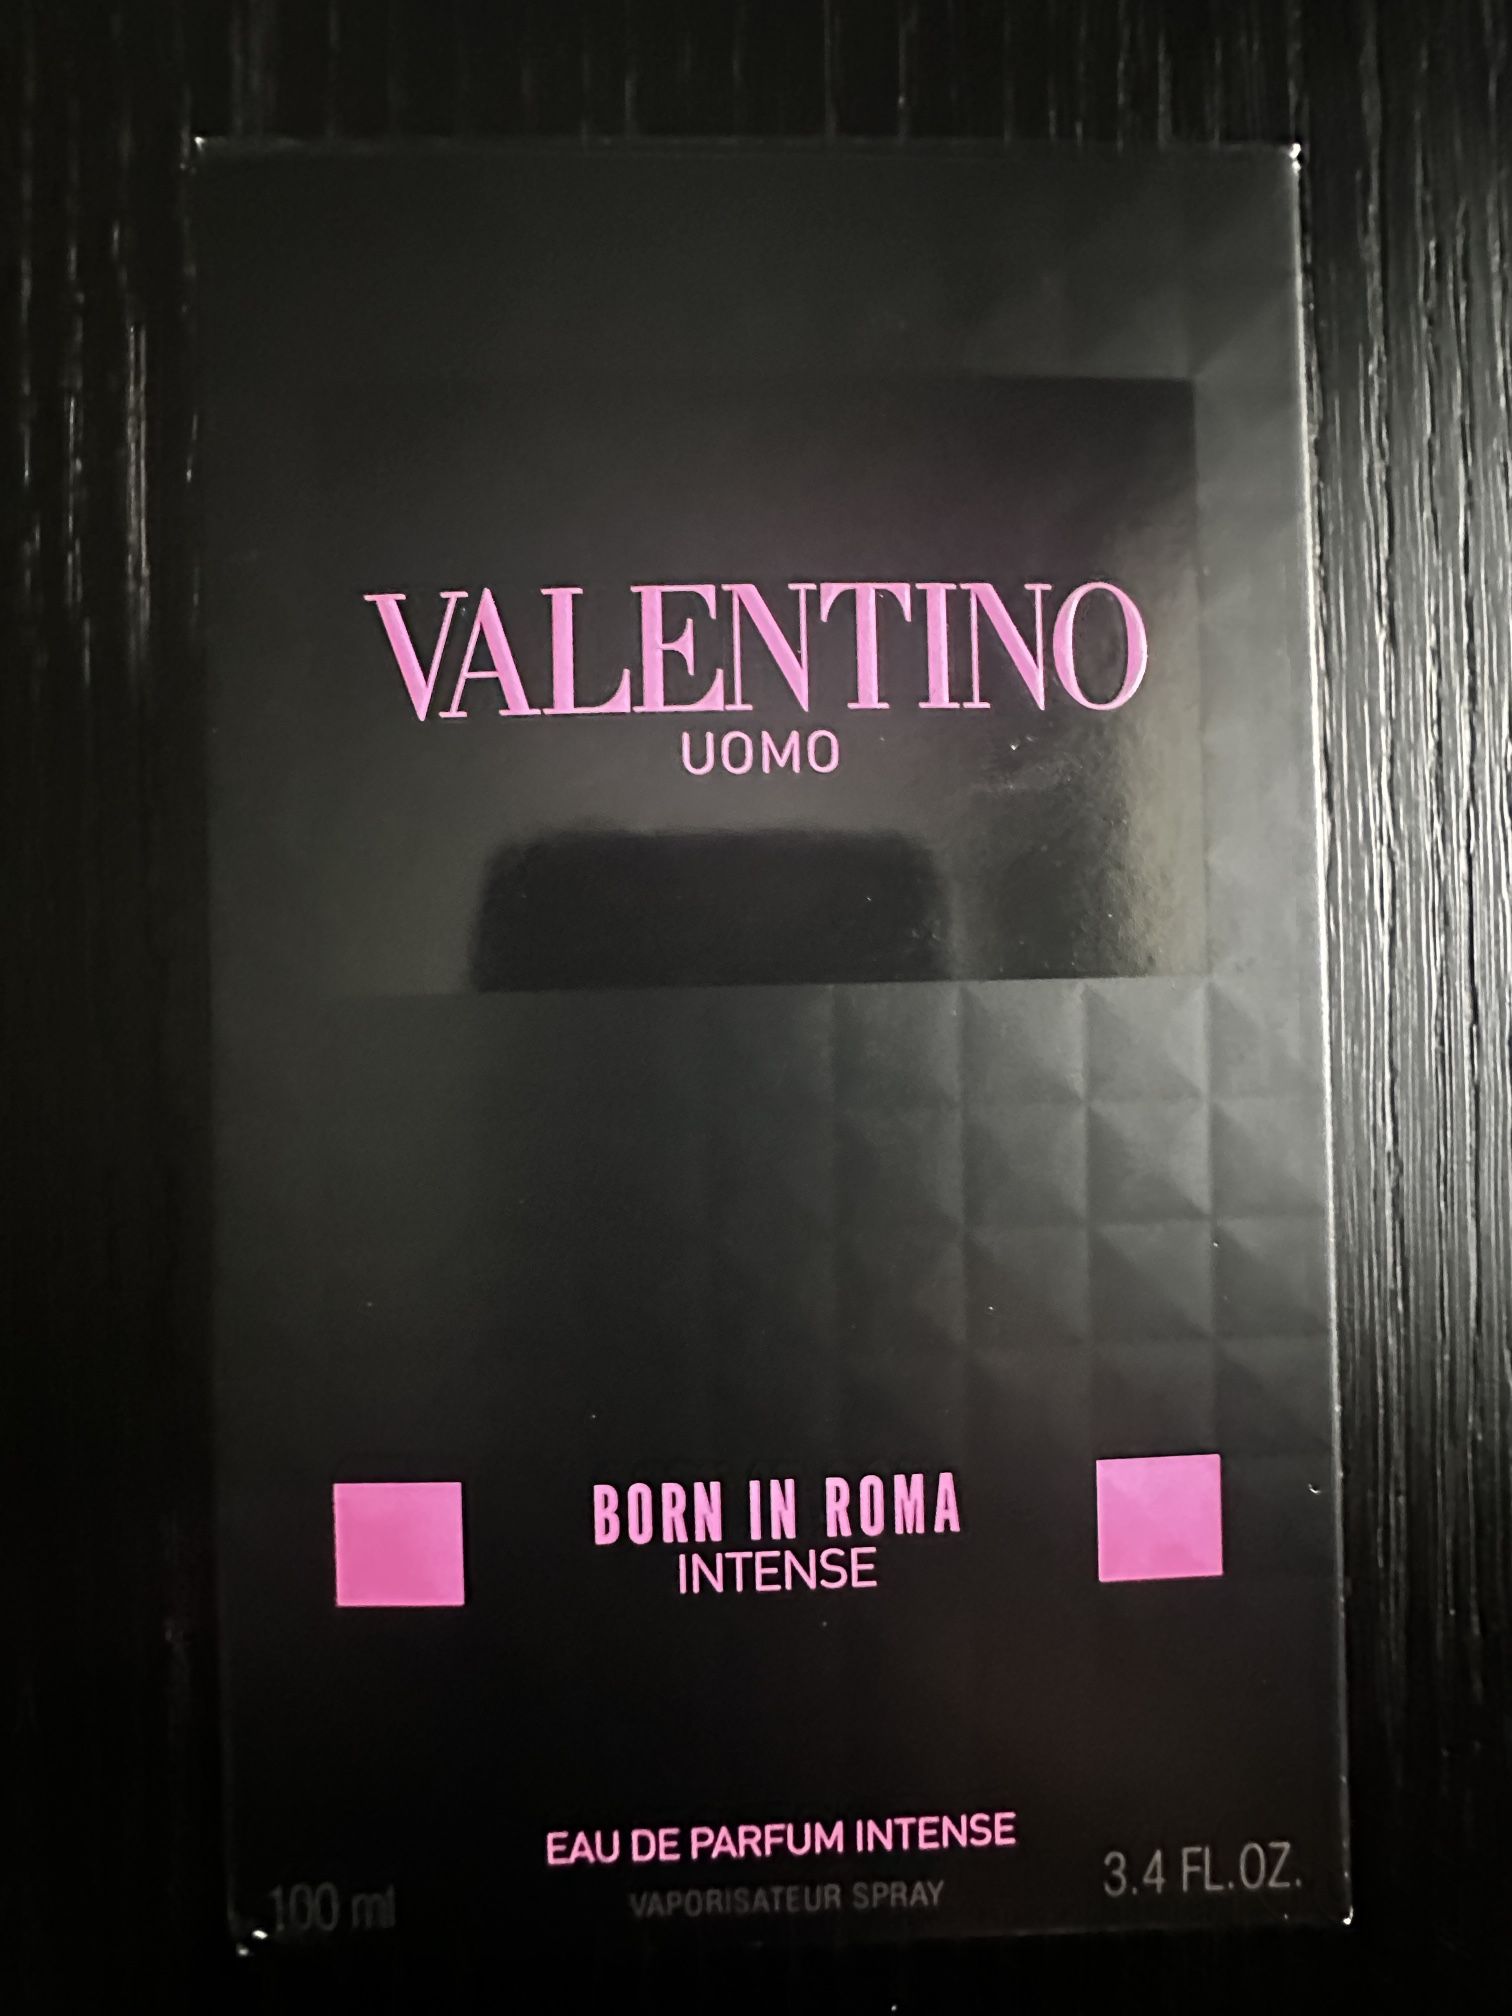 VALENTINO
UOMO
BORN IN ROMA
INTENSE
EAU DE PARFUM INTENSE
100 ml
VAPORISATEUR SPRAY
3.4 FL.OZ.